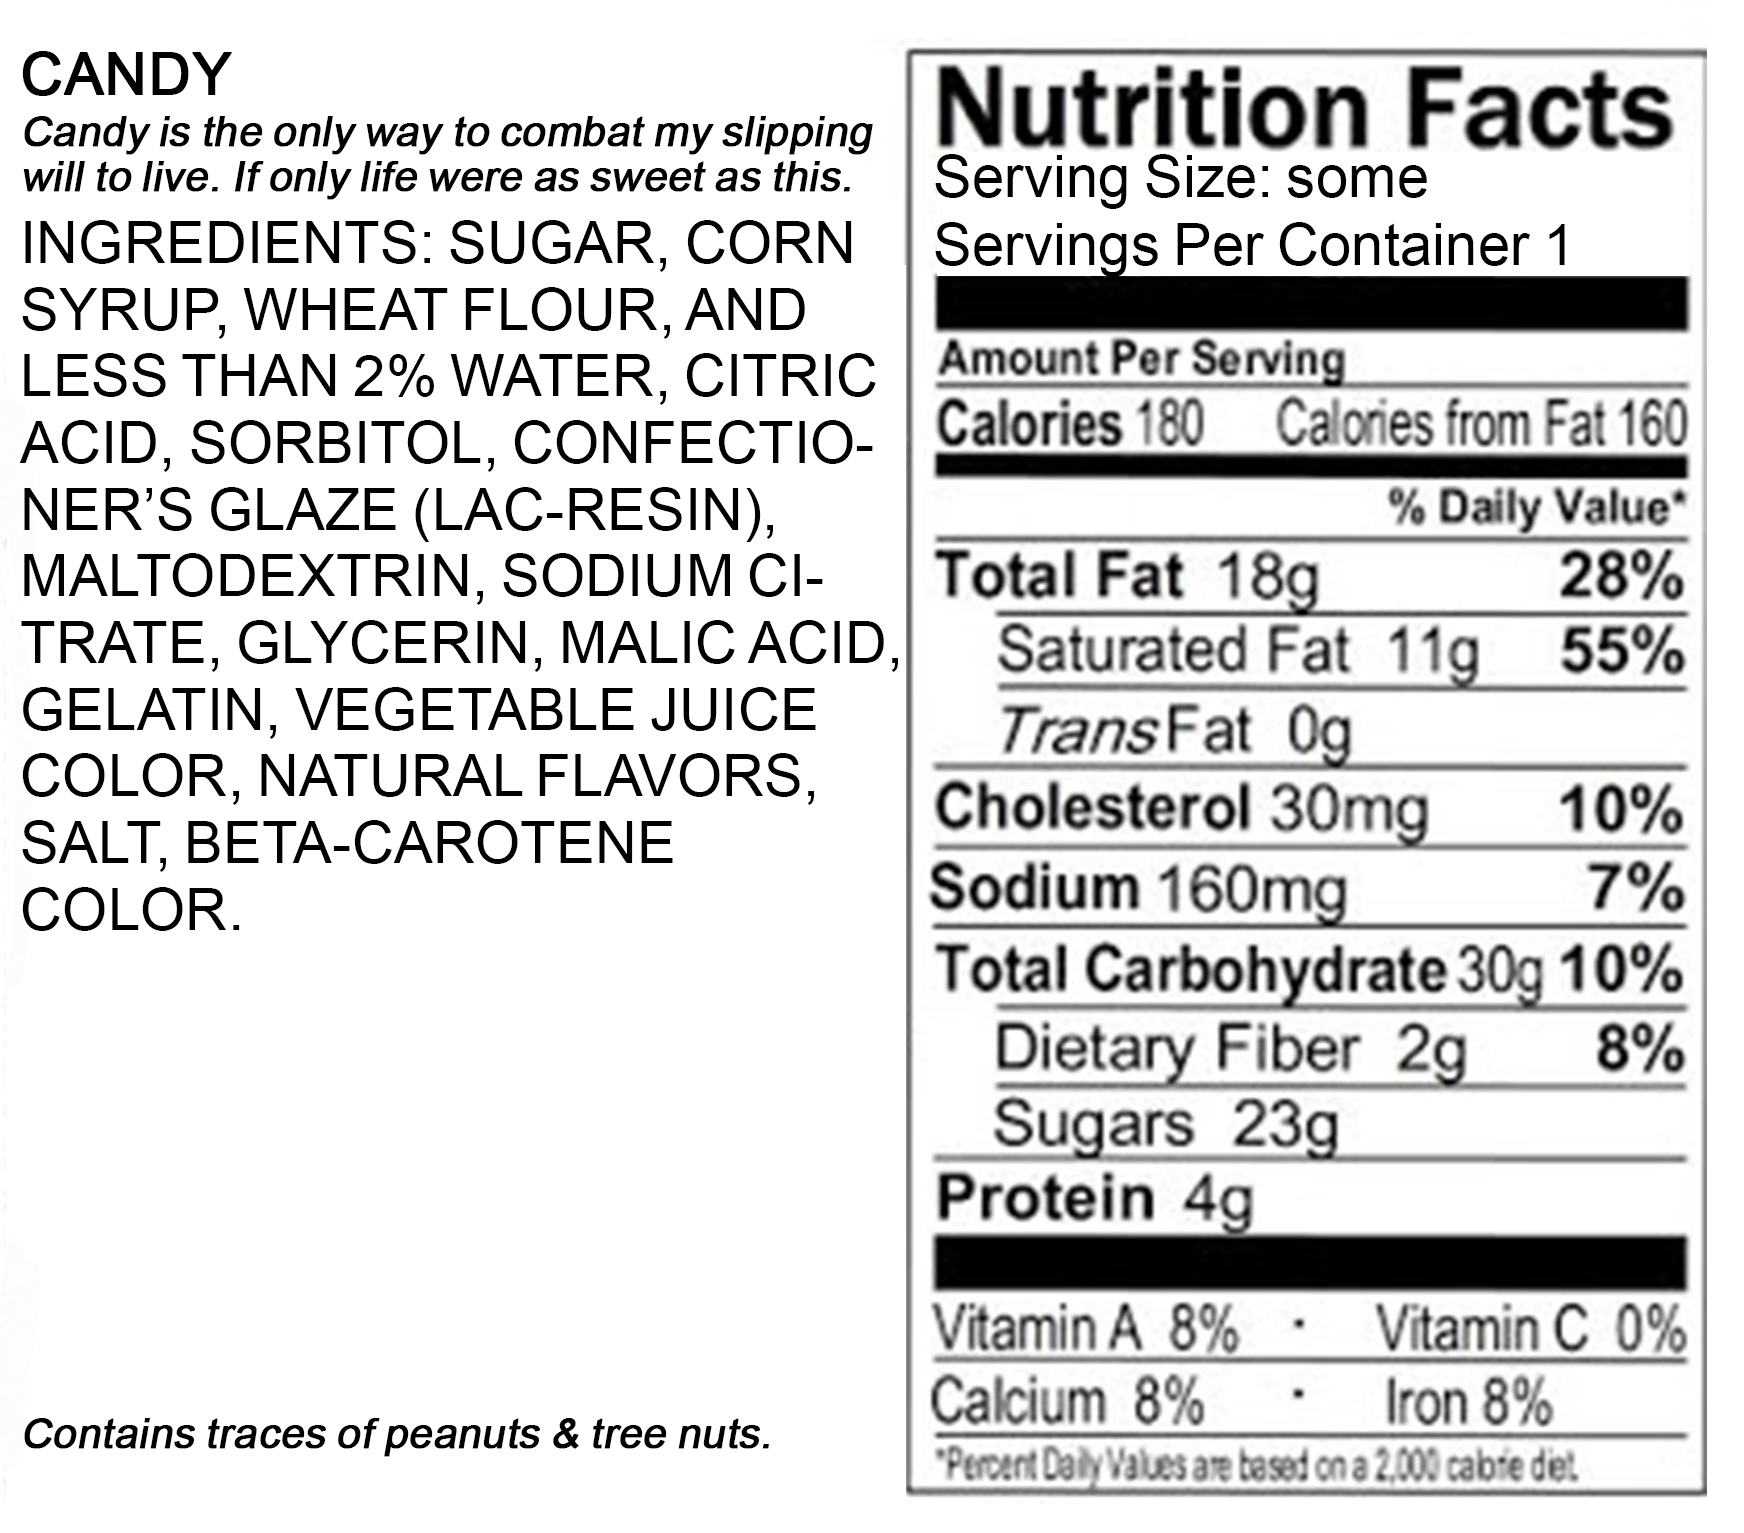 CANDY
Candy is the only way to combat my slipping
will to live. If only life were as sweet as this.
INGREDIENTS: SUGAR, CORN
SYRUP, WHEAT FLOUR, AND
LESS THAN 2% WATER, CITRIC
ACID, SORBITOL, CONFECTIO-
NER’S GLAZE (LAC-RESIN),
MALTODEXTRIN, SODIUM CI-
TRATE, GLYCERIN, MALIC ACID,
GELATIN, VEGETABLE JUICE
COLOR, NATURAL FLAVORS,
SALT, BETA-CAROTENE
COLOR.
Contains traces of peanuts & tree nuts.
Nutrition Facts
Serving Size: some
Servings Per Container 1
Amount Per Serving
Calories 180 Calories from Fat 160
% Daily Value*
Total Fat 18g 28%
Saturated Fat 11g 55%
Trans Fat 0g
Cholesterol 30mg 10%
Sodium 160mg 7%
Total Carbohydrate 30g 10%
Dietary Fiber 2g 8%
Sugars 23g
Protein 4g
Vitamin A 8% · Vitamin C 0%
Calcium 8% · Iron 8%
*Percent Daily Values are based on a 2,000 calorie diet.